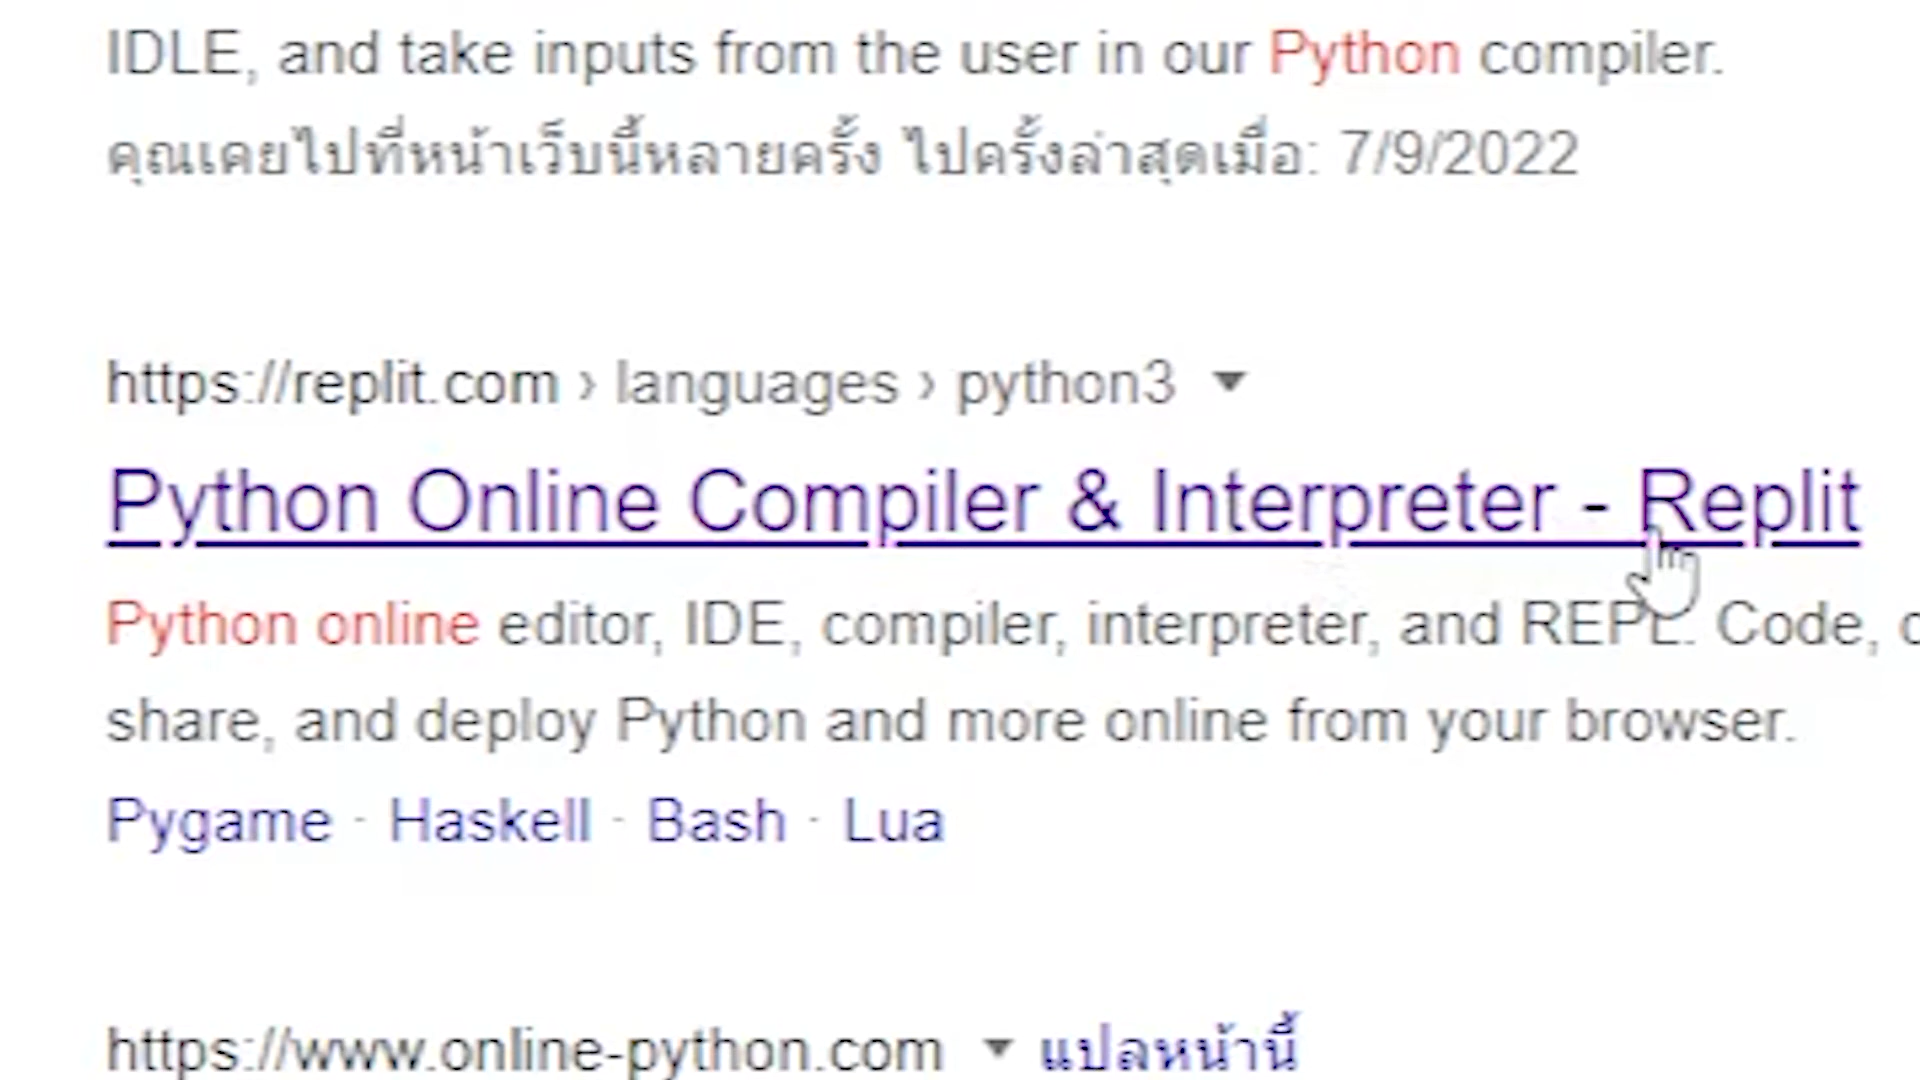 IDLE, and take inputs from the user in our Python compiler.
คุณเคยไปที่หน้าเว็บนี้หลายครั้ง ไปครั้งล่าสุดเมื่อ: 7/9/2022
https://replit.com › languages › python3
Python Online Compiler & Interpreter - Replit
Python online editor, IDE, compiler, interpreter, and REPL. Code,
share, and deploy Python and more online from your browser.
Pygame · Haskell · Bash · Lua
https://www.online-python.com แปลหน้านี้